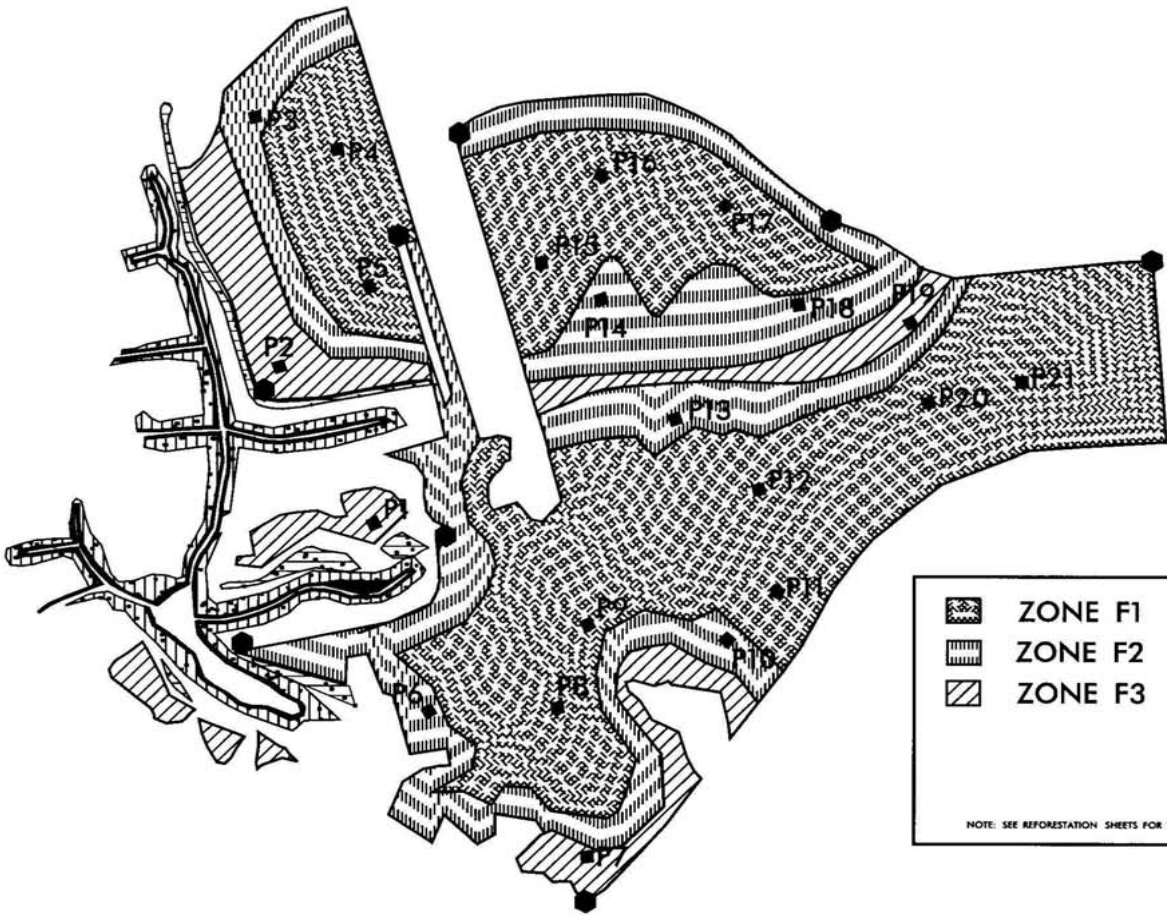 P3
P4
P16
P17
P15
P5
P19
P14
P18
P2
P21
P20
P13
P12
P1
P11
ZONE F1
P9
P10
ZONE F2
P8
P6
ZONE F3
NOTE: SEE REFORESTATION SHEETS FOR
P7